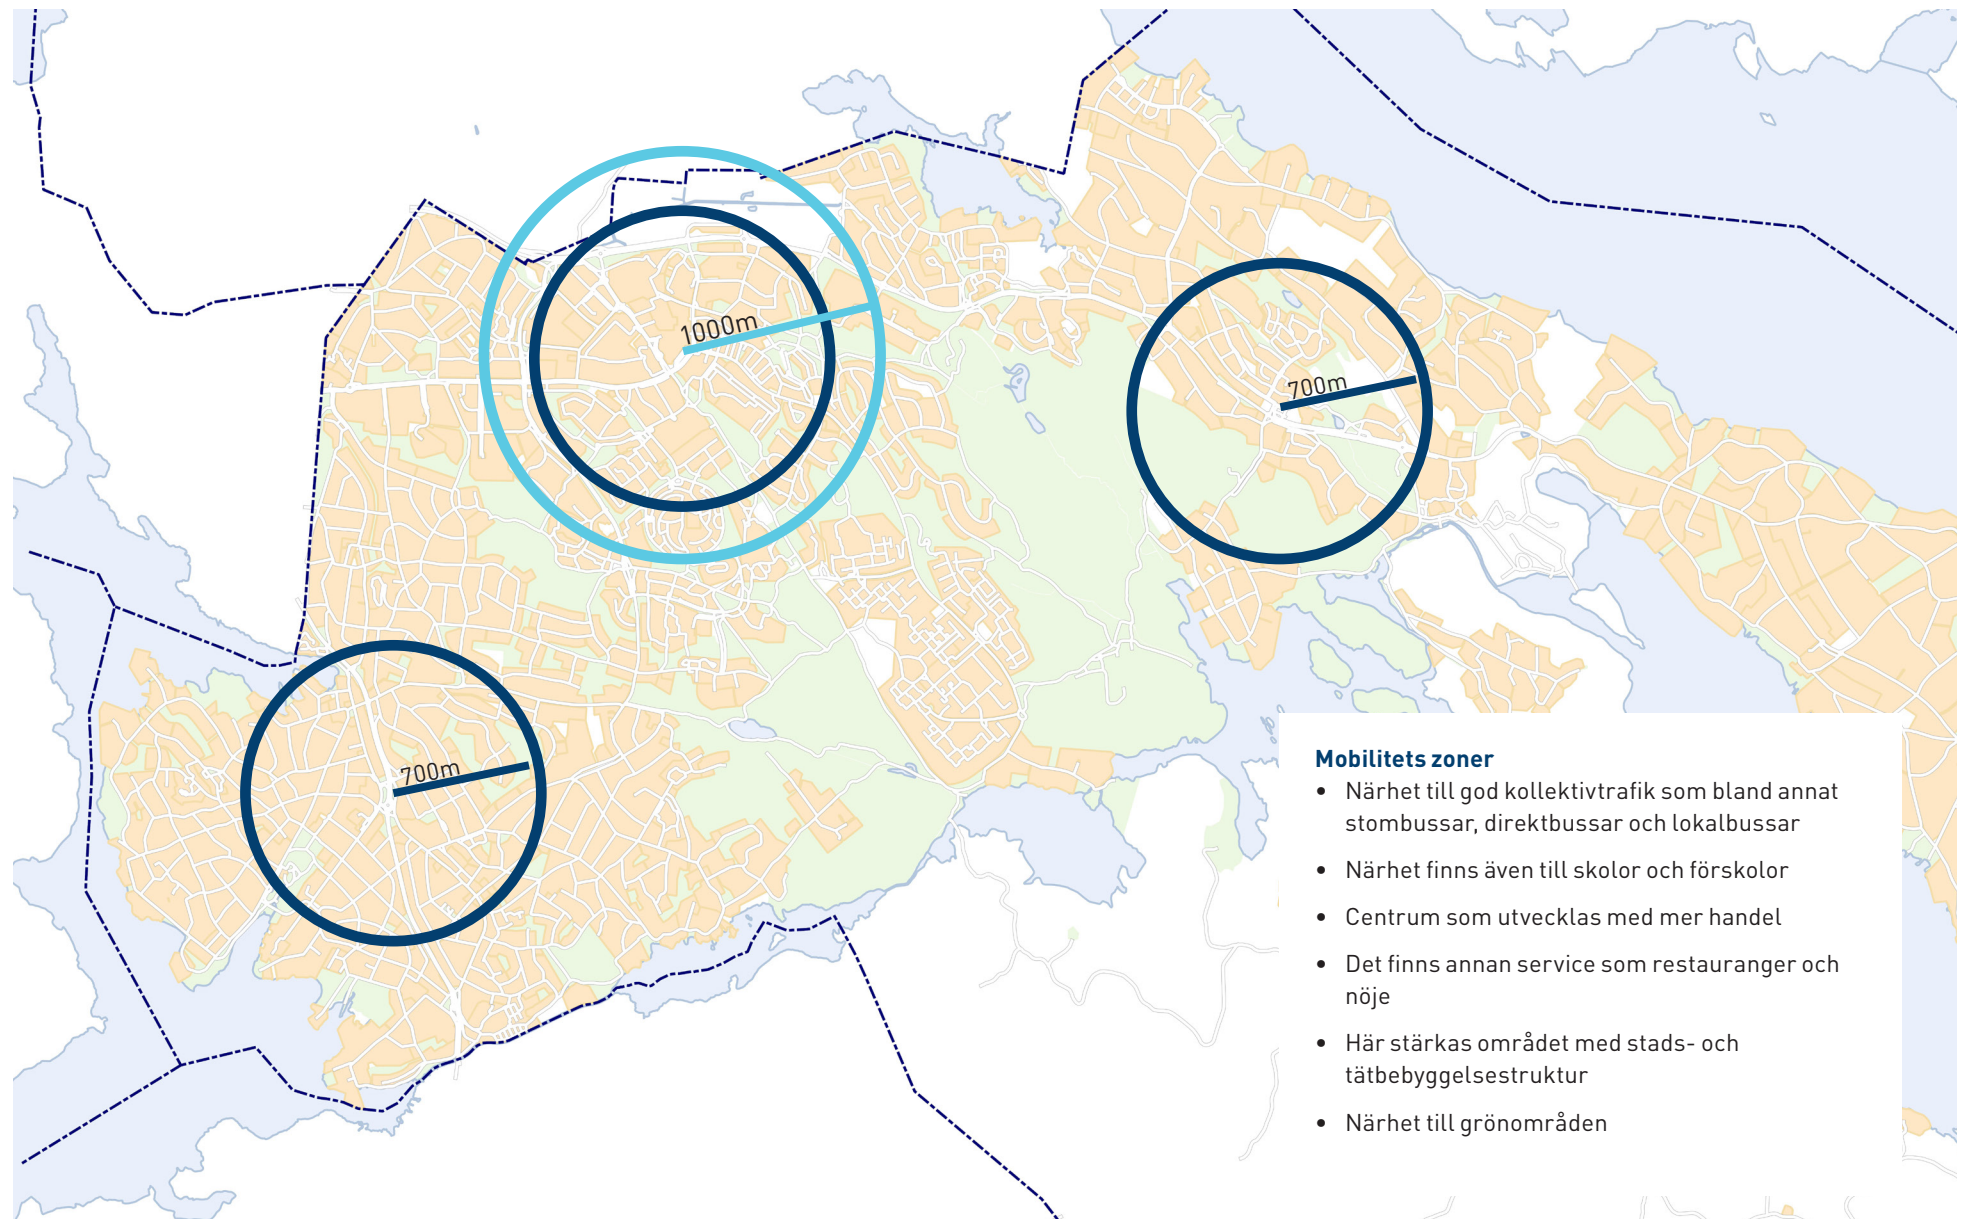 1000m
700m
700m
Mobilitets zoner
• Närhet till god kollektivtrafik som bland annat
stombussar, direktbussar och lokalbussar
• Närhet finns även till skolor och förskolor
• Centrum som utvecklas med mer handel
• Det finns annan service som restauranger och
nöje
• Här stärkas området med stads- och
tätbebyggelsestruktur
• Närhet till grönområden